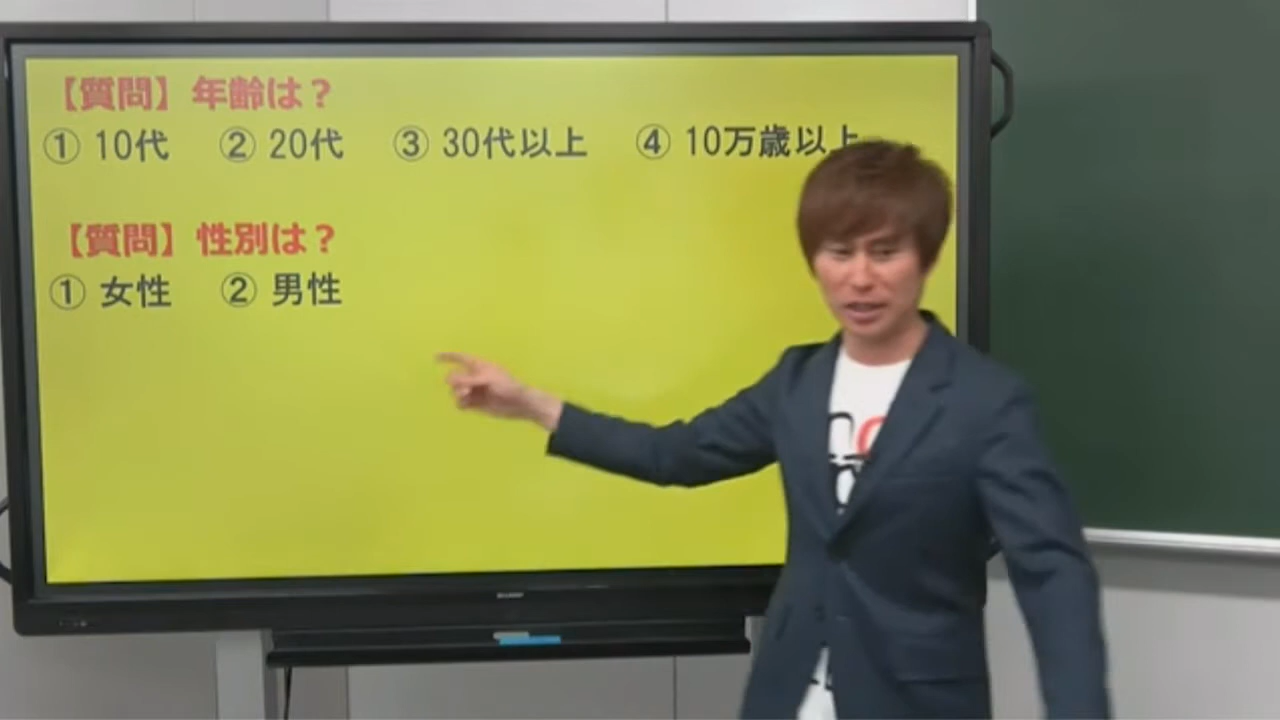 【質問】年齢は？
① 10代 ② 20代 ③ 30代以上 ④ 10万歳以上
【質問】性別は？
① 女性 ② 男性